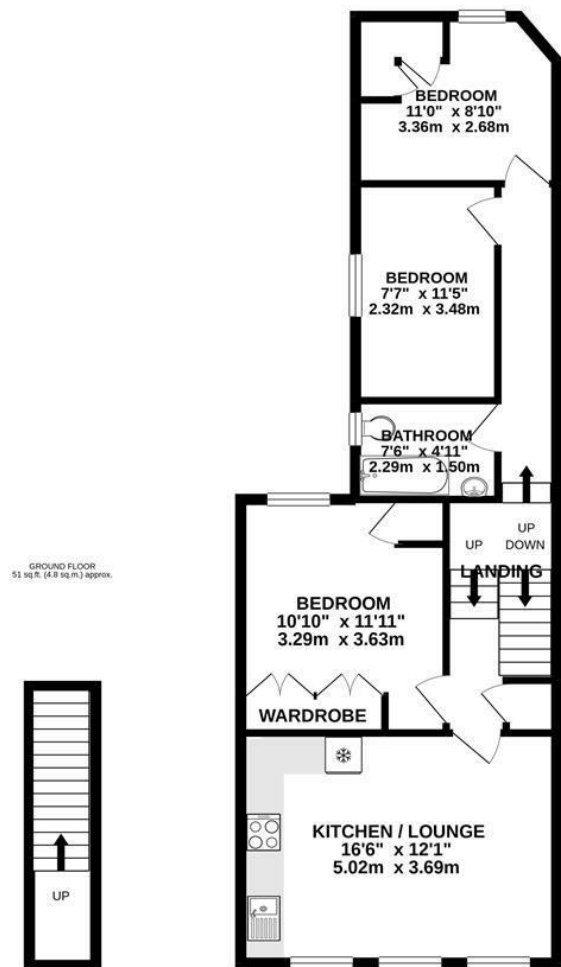 BEDROOM
11'0" x 8'10"
3.36m x 2.68m
BEDROOM
7'7" x 11'5"
2.32m x 3.48m
BATHROOM
7'6" x 4'11"
2.29m x 1.50m
UP
UP
DOWN
LANDING
GROUND FLOOR
51 sq.ft. (4.8 sq.m.) approx.
BEDROOM
10'10" x 11'11"
3.29m x 3.63m
WARDROBE
KITCHEN / LOUNGE
16'6" x 12'1"
5.02m x 3.69m
UP